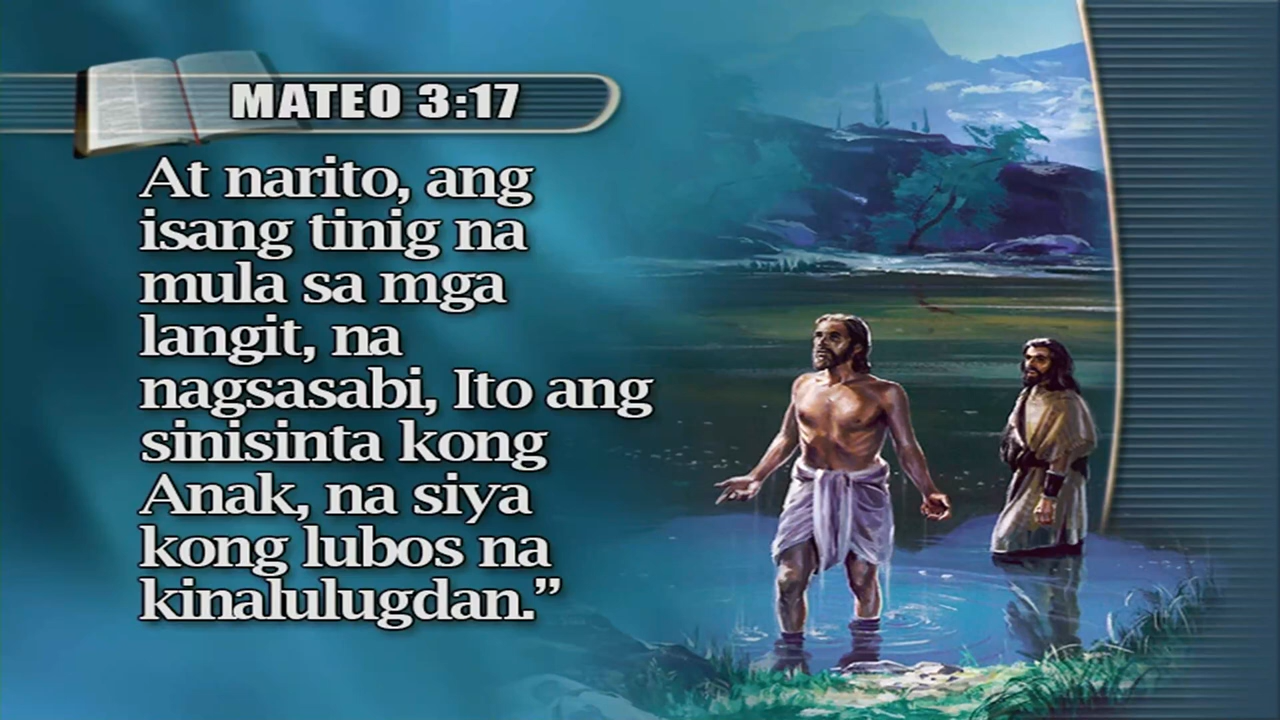 MATEO 3:17
At narito, ang
isang tinig na
mula sa mga
langit, na
nagsasabi, Ito ang
sinisinta kong
Anak, na siya
kong lubos na
kinalulugdan.”